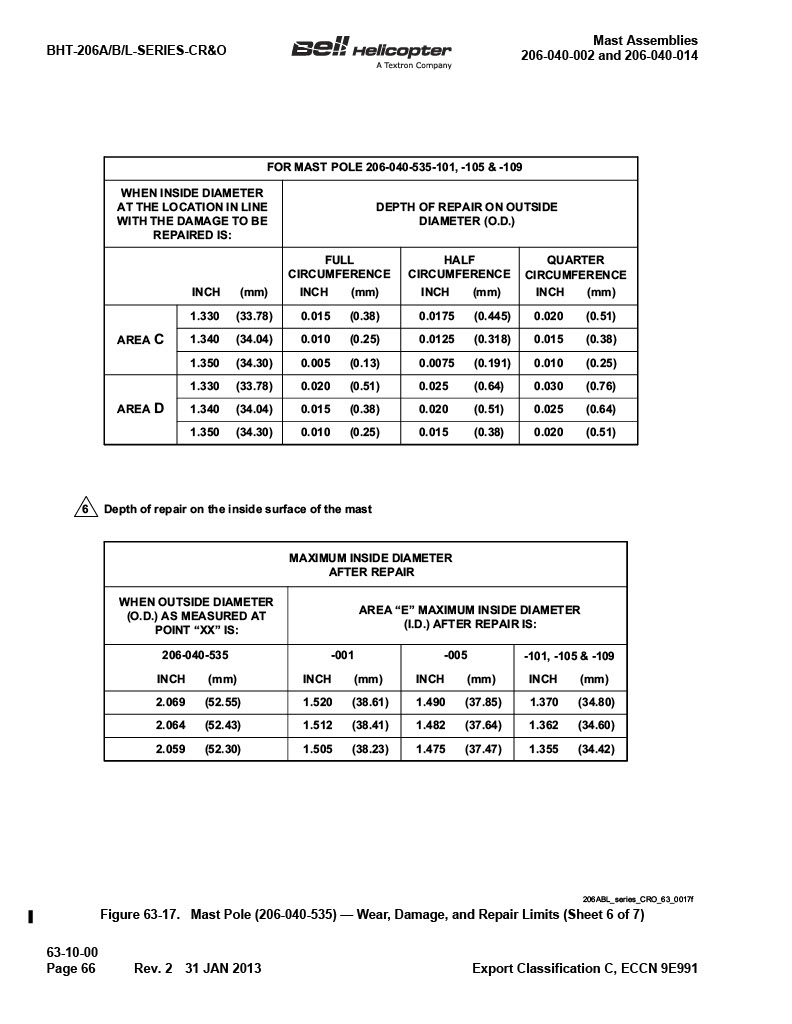 BHT-206A/B/L-SERIES-CR&O
Bell Helicopter
A Textron Company
Mast Assemblies
206-040-002 and 206-040-014
FOR MAST POLE 206-040-535-101, -105 & -109
WHEN INSIDE DIAMETER
AT THE LOCATION IN LINE
WITH THE DAMAGE TO BE
REPAIRED IS:
DEPTH OF REPAIR ON OUTSIDE
DIAMETER (O.D.)
FULL
CIRCUMFERENCE
HALF
CIRCUMFERENCE
QUARTER
CIRCUMFERENCE
INCH (mm) INCH (mm) INCH (mm) INCH (mm)
AREA C
1.330 (33.78) 0.015 (0.38) 0.0175 (0.445) 0.020 (0.51)
1.340 (34.04) 0.010 (0.25) 0.0125 (0.318) 0.015 (0.38)
1.350 (34.30) 0.005 (0.13) 0.0075 (0.191) 0.010 (0.25)
AREA D
1.330 (33.78) 0.020 (0.51) 0.025 (0.64) 0.030 (0.76)
1.340 (34.04) 0.015 (0.38) 0.020 (0.51) 0.025 (0.64)
1.350 (34.30) 0.010 (0.25) 0.015 (0.38) 0.020 (0.51)
6 Depth of repair on the inside surface of the mast
MAXIMUM INSIDE DIAMETER
AFTER REPAIR
WHEN OUTSIDE DIAMETER
(O.D.) AS MEASURED AT
POINT “XX” IS:
AREA “E” MAXIMUM INSIDE DIAMETER
(I.D.) AFTER REPAIR IS:
206-040-535 -001 -005 -101, -105 & -109
INCH (mm) INCH (mm) INCH (mm) INCH (mm)
2.069 (52.55) 1.520 (38.61) 1.490 (37.85) 1.370 (34.80)
2.064 (52.43) 1.512 (38.41) 1.482 (37.64) 1.362 (34.60)
2.059 (52.30) 1.505 (38.23) 1.475 (37.47) 1.355 (34.42)
206ABL_series_CRO_63_0017f
Figure 63-17. Mast Pole (206-040-535) — Wear, Damage, and Repair Limits (Sheet 6 of 7)
63-10-00
Page 66 Rev. 2 31 JAN 2013 Export Classification C, ECCN 9E991